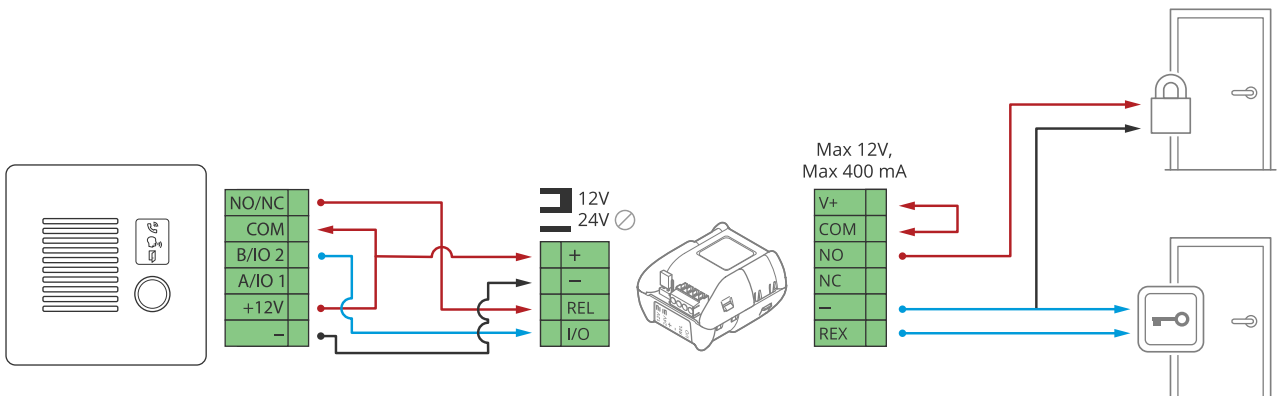 NO/NC
COM
B/IO 2
A/IO 1
+12V
–
12V
24V
+
–
REL
I/O
Max 12V,
Max 400 mA
V+
COM
NO
NC
–
REX